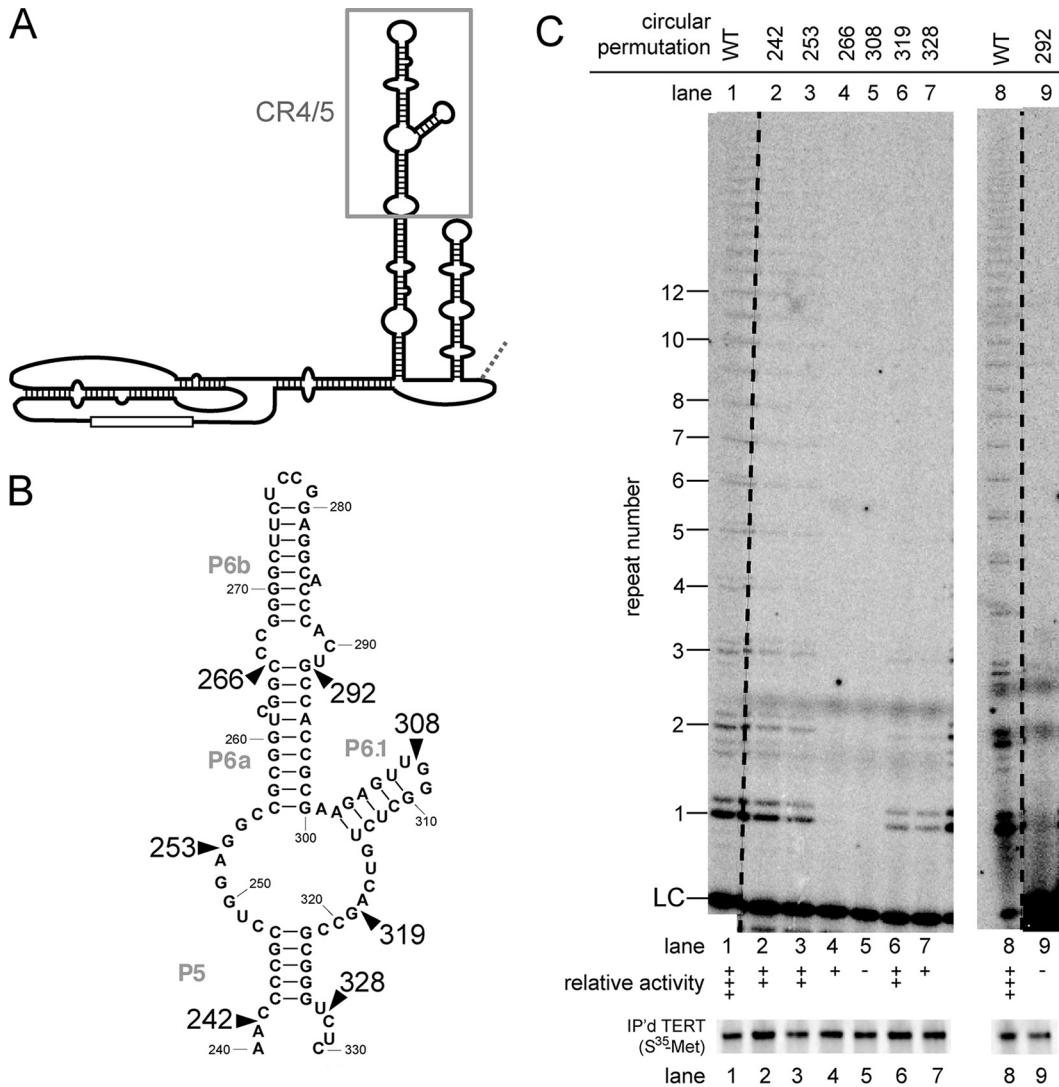 A
CR4/5
B
C C
U G
C G — 280
U A
U G
C G
G C
P6b
A
270 — G C
G C
G C
C A
C C — 290
C G U
266 292
G C
G C
C U A
260 — G C
G C
P6a
C G
G C
C G
G C
253
A G G C
G A A G A G U U G
300
P6.1
308
G G C U C U — 310
G
U
C
A
G
C
C
320
319
G
G
250
U
C G
C G
G C
C G
C G
P5
C U
328
242
A C
A U
240 — A C — 330
C
circular permutation WT 242 253 266 308 319 328 WT 292
lane 1 2 3 4 5 6 7 8 9
repeat number
12
10
8
7
6
5
4
3
2
1
LC
lane 1 2 3 4 5 6 7 8 9
relative activity +++ ++ ++ + - ++ + +++ -
IP'd TERT
(S³⁵-Met)
lane 1 2 3 4 5 6 7 8 9